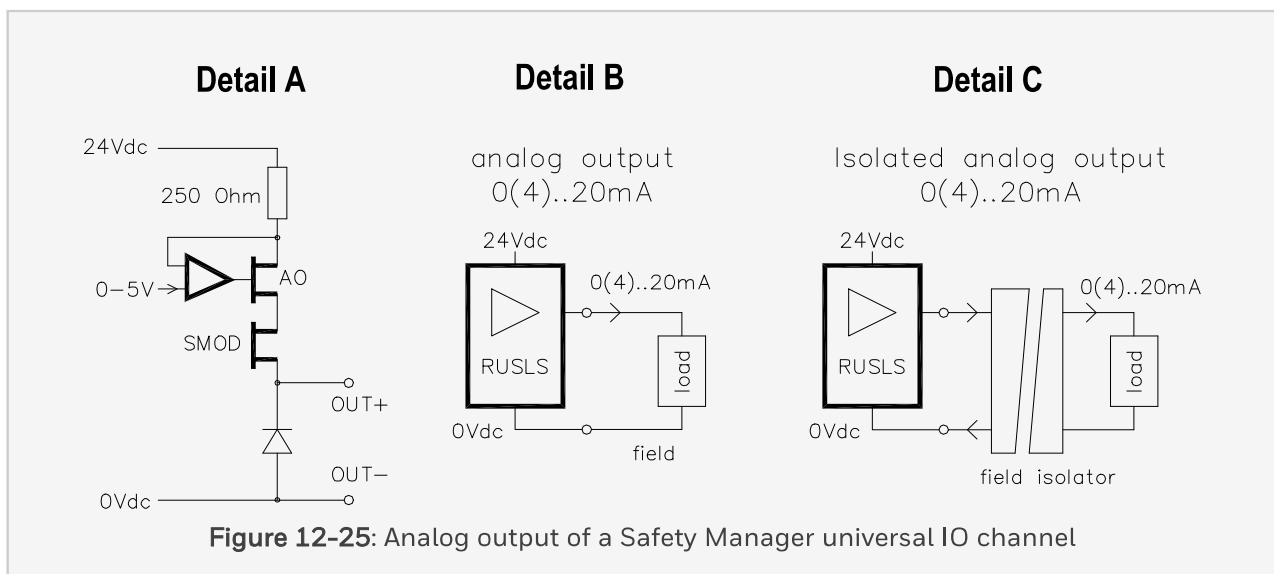 Detail A
24Vdc
250 Ohm
AO
0-5V
SMOD
OUT+
OUT-
0Vdc
Detail B
analog output
0(4)..20mA
24Vdc
0(4)..20mA
RUSLS
load
0Vdc
field
Detail C
Isolated analog output
0(4)..20mA
24Vdc
0(4)..20mA
RUSLS
load
0Vdc
field isolator
Figure 12-25: Analog output of a Safety Manager universal IO channel